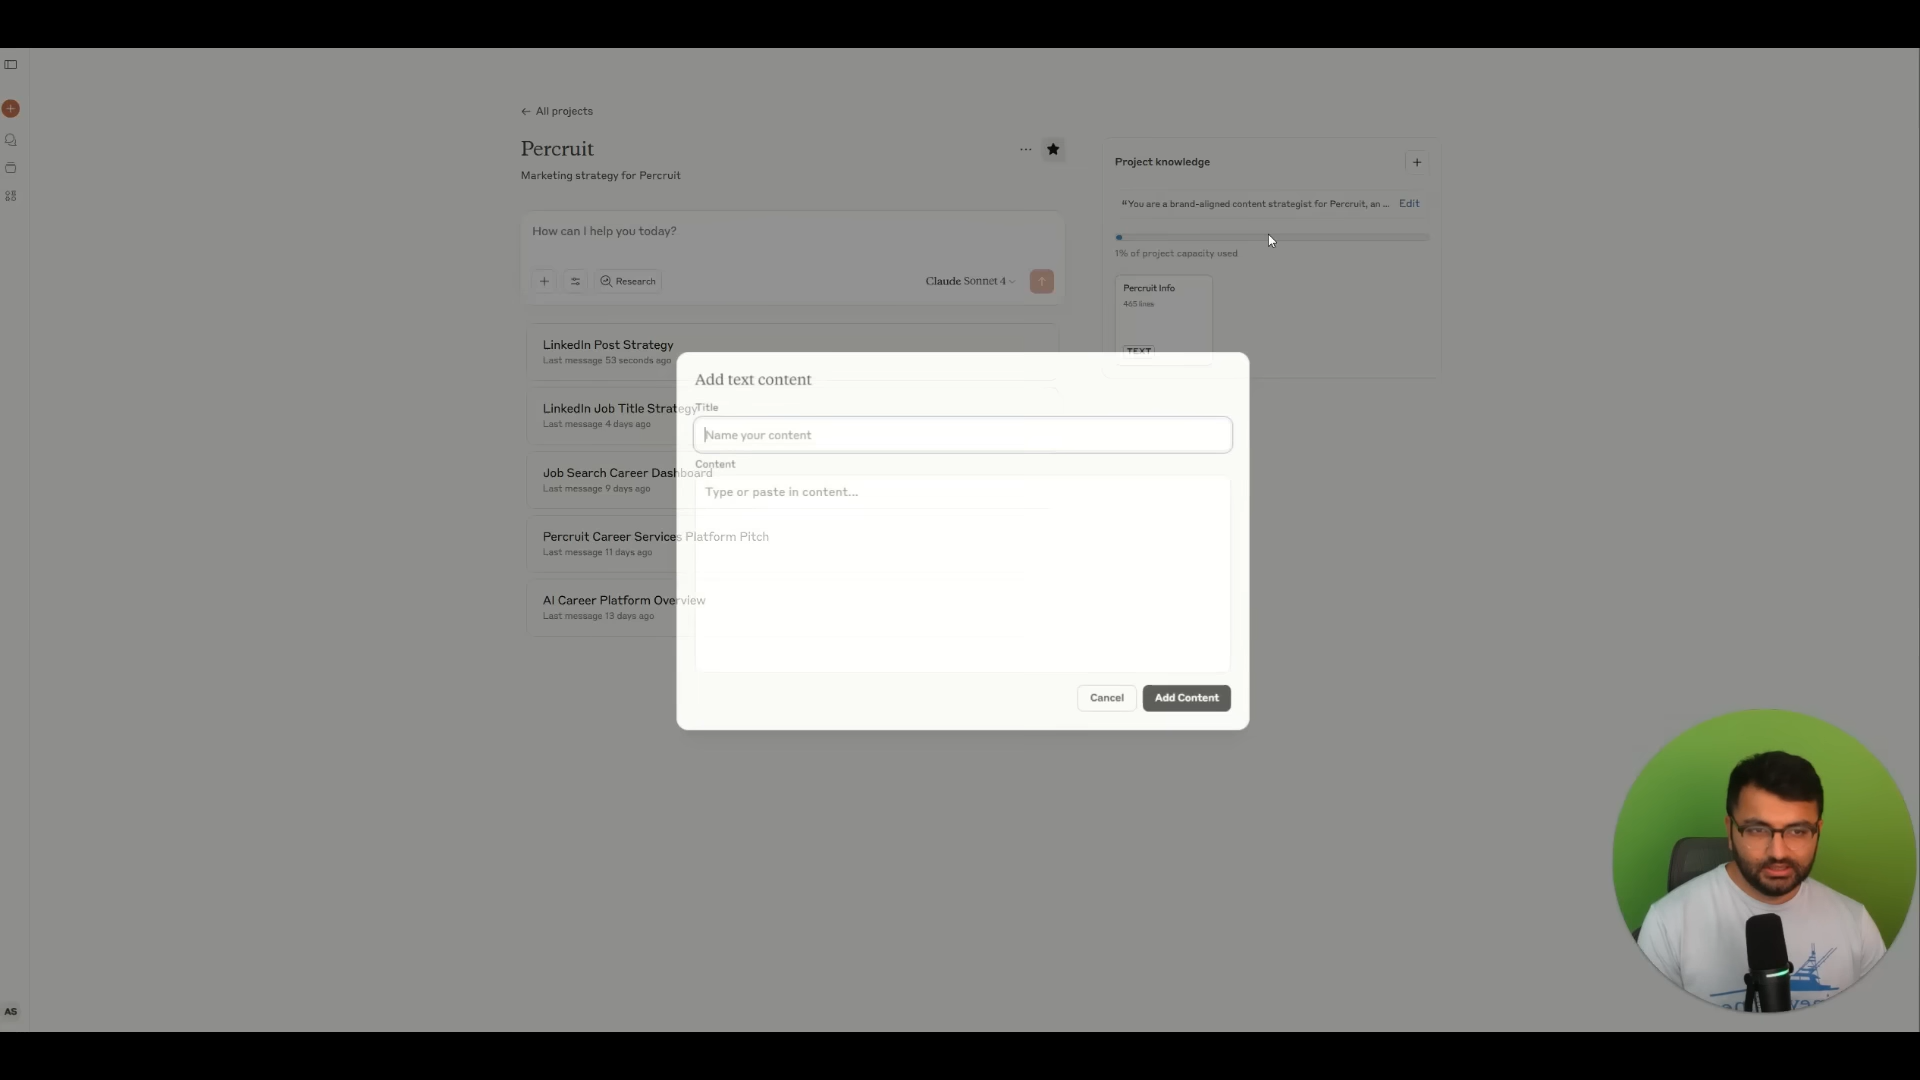 ← All projects
Percruit
Marketing strategy for Percruit
How can I help you today?
Research
Claude Sonnet 4
LinkedIn Post Strategy
Last message 53 seconds ago
LinkedIn Job Title Strategy
Last message 4 days ago
Job Search Career Dashboard
Last message 9 days ago
Percruit Career Services Platform Pitch
Last message 11 days ago
AI Career Platform Overview
Last message 13 days ago
Project knowledge
"You are a brand-aligned content strategist for Percruit, an ... Edit
1% of project capacity used
Percruit Info
465 lines
TEXT
Add text content
Title
Name your content
Content
Type or paste in content...
Cancel Add Content
AS